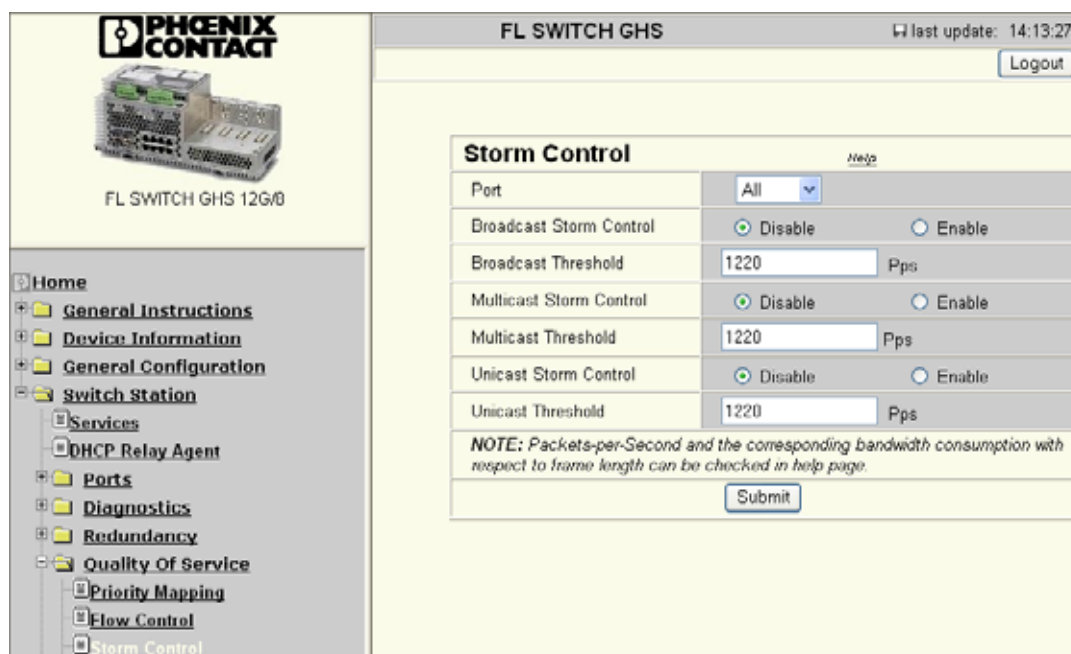 PHŒNIX
CONTACT
FL SWITCH GHS 12G/8
Home
General Instructions
Device Information
General Configuration
Switch Station
Services
DHCP Relay Agent
Ports
Diagnostics
Redundancy
Quality Of Service
Priority Mapping
Flow Control
Storm Control
FL SWITCH GHS last update: 14:13:27
Logout
Storm Control Help
Port All
Broadcast Storm Control Disable Enable
Broadcast Threshold 1220 Pps
Multicast Storm Control Disable Enable
Multicast Threshold 1220 Pps
Unicast Storm Control Disable Enable
Unicast Threshold 1220 Pps
NOTE: Packets-per-Second and the corresponding bandwidth consumption with
respect to frame length can be checked in help page.
Submit